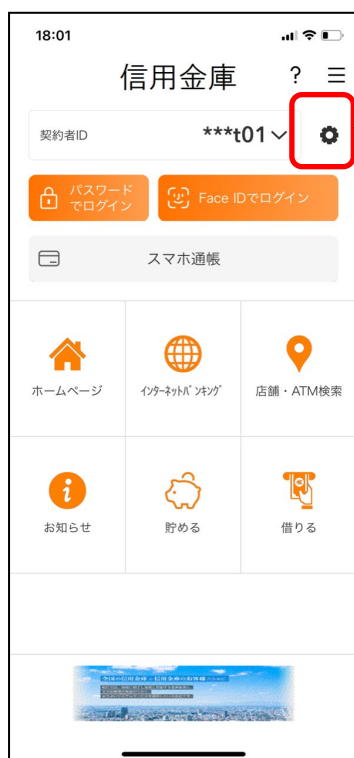 18:01
信用金庫
?
契約者ID ***t01
パスワード
でログイン
Face IDでログイン
スマホ通帳
ホームページ
ｲﾝﾀｰﾈｯﾄﾊﾞﾝｷﾝｸﾞ
店舗・ATM検索
お知らせ
貯める
借りる